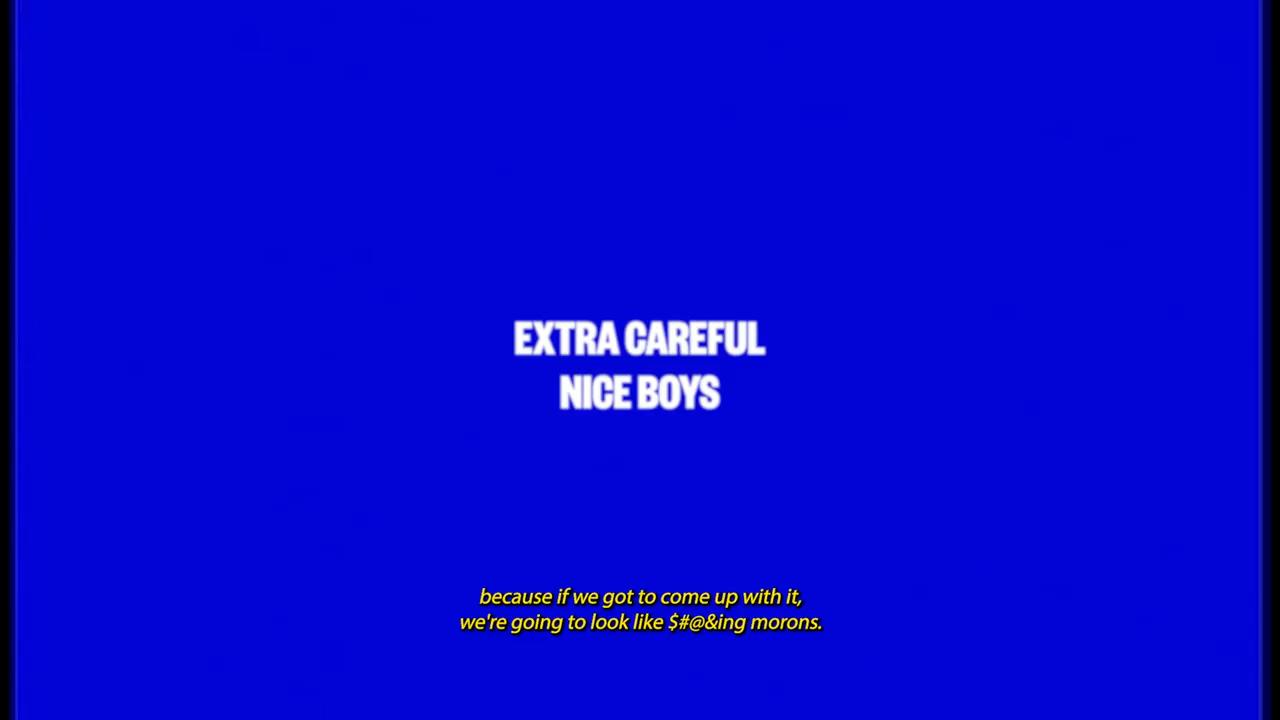 EXTRA CAREFUL
NICE BOYS
because if we got to come up with it,
we're going to look like $#@&ing morons.